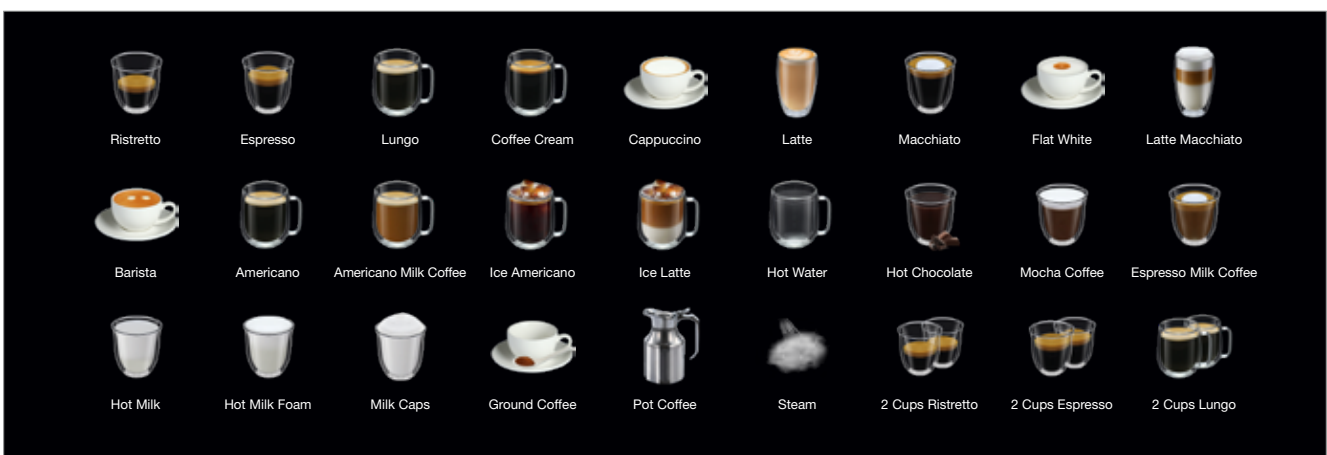 Ristretto
Espresso
Lungo
Coffee Cream
Cappuccino
Latte
Macchiato
Flat White
Latte Macchiato
Barista
Americano
Americano Milk Coffee
Ice Americano
Ice Latte
Hot Water
Hot Chocolate
Mocha Coffee
Espresso Milk Coffee
Hot Milk
Hot Milk Foam
Milk Caps
Ground Coffee
Pot Coffee
Steam
2 Cups Ristretto
2 Cups Espresso
2 Cups Lungo